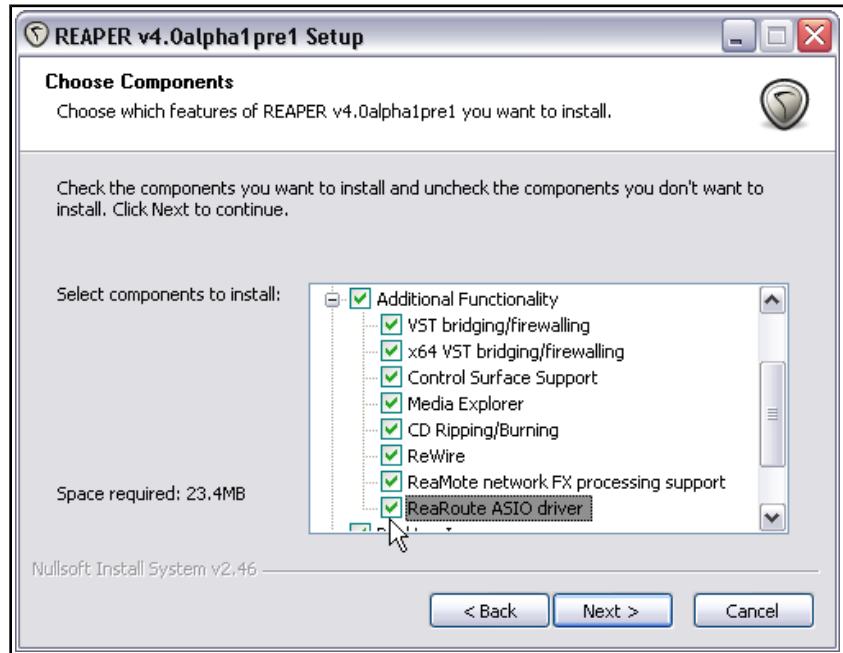 REAPER v4.0alpha1pre1 Setup
Choose Components
Choose which features of REAPER v4.0alpha1pre1 you want to install.
Check the components you want to install and uncheck the components you don't want to
install. Click Next to continue.
Select components to install:
Additional Functionality
VST bridging/firewalling
x64 VST bridging/firewalling
Control Surface Support
Media Explorer
CD Ripping/Burning
ReWire
ReaMote network FX processing support
ReaRoute ASIO driver
Space required: 23.4MB
Nullsoft Install System v2.46
< Back
Next >
Cancel